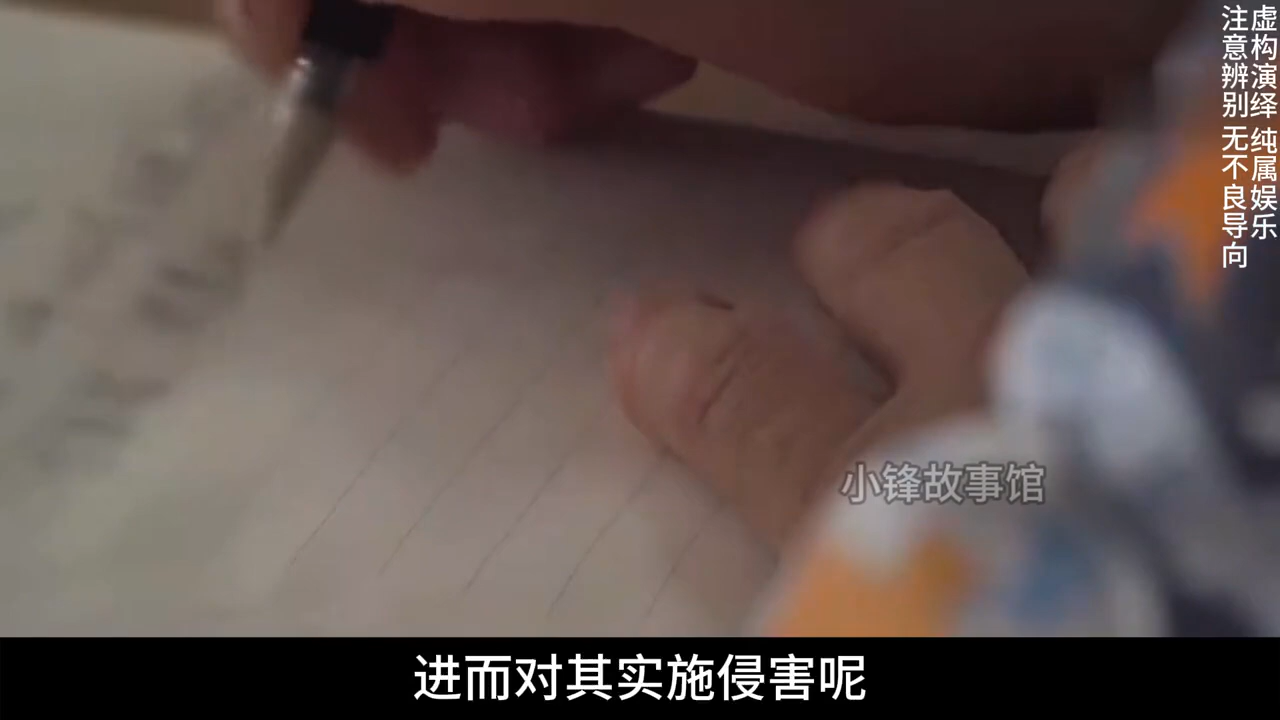 虚构演绎 纯属娱乐
注意辨别 无不良导向
小锋故事馆
进而对其实施侵害呢